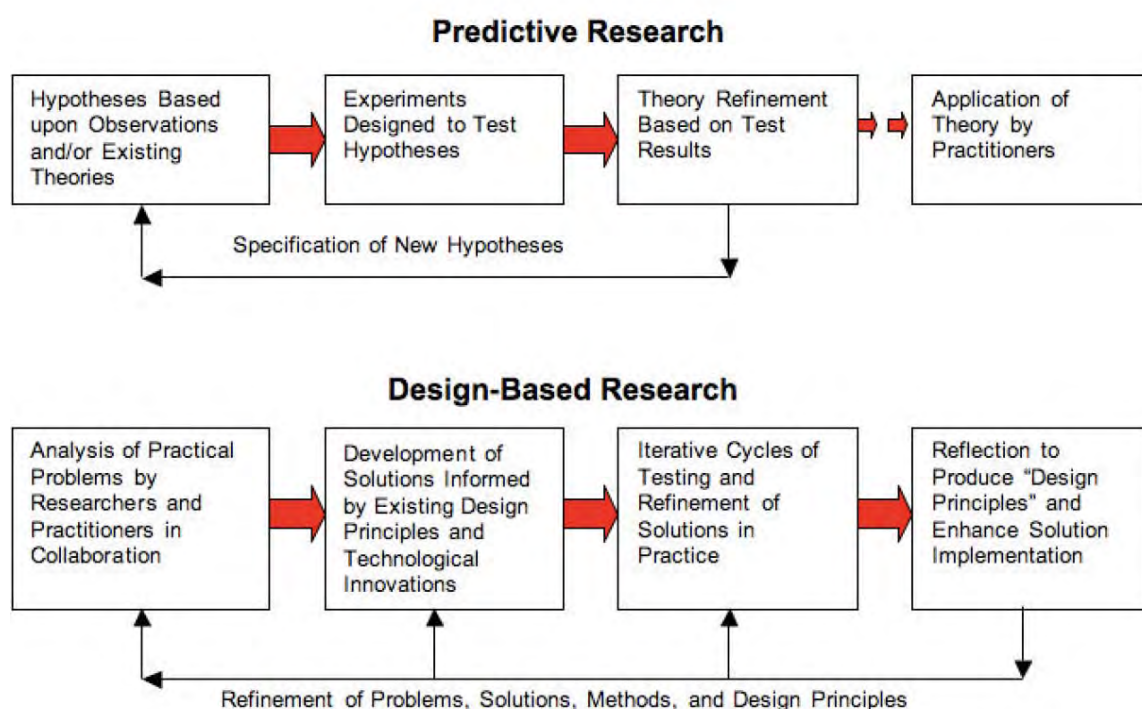 Predictive Research
Hypotheses Based
upon Observations
and/or Existing
Theories
Experiments
Designed to Test
Hypotheses
Theory Refinement
Based on Test
Results
Application of
Theory by
Practitioners
Specification of New Hypotheses
Design-Based Research
Analysis of Practical
Problems by
Researchers and
Practitioners in
Collaboration
Development of
Solutions Informed
by Existing Design
Principles and
Technological
Innovations
Iterative Cycles of
Testing and
Refinement of
Solutions in
Practice
Reflection to
Produce “Design
Principles” and
Enhance Solution
Implementation
Refinement of Problems, Solutions, Methods, and Design Principles